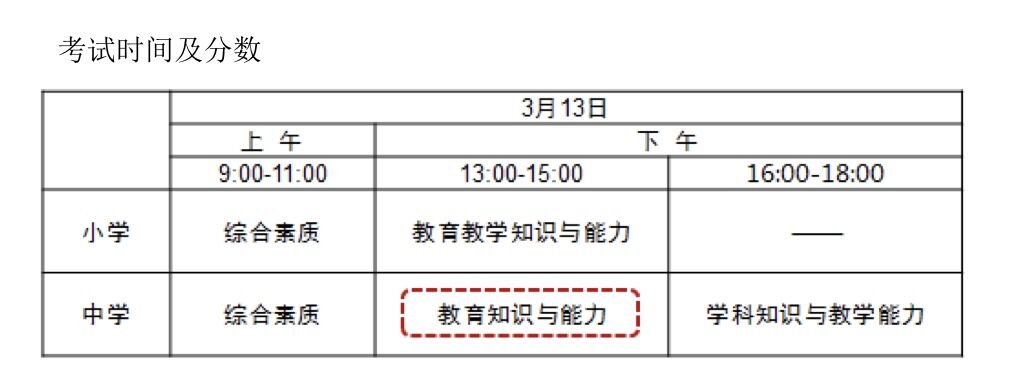 考试时间及分数
3月13日
上 午 下 午
9:00-11:00 13:00-15:00 16:00-18:00
小学 综合素质 教育教学知识与能力 ——
中学 综合素质 教育知识与能力 学科知识与教学能力